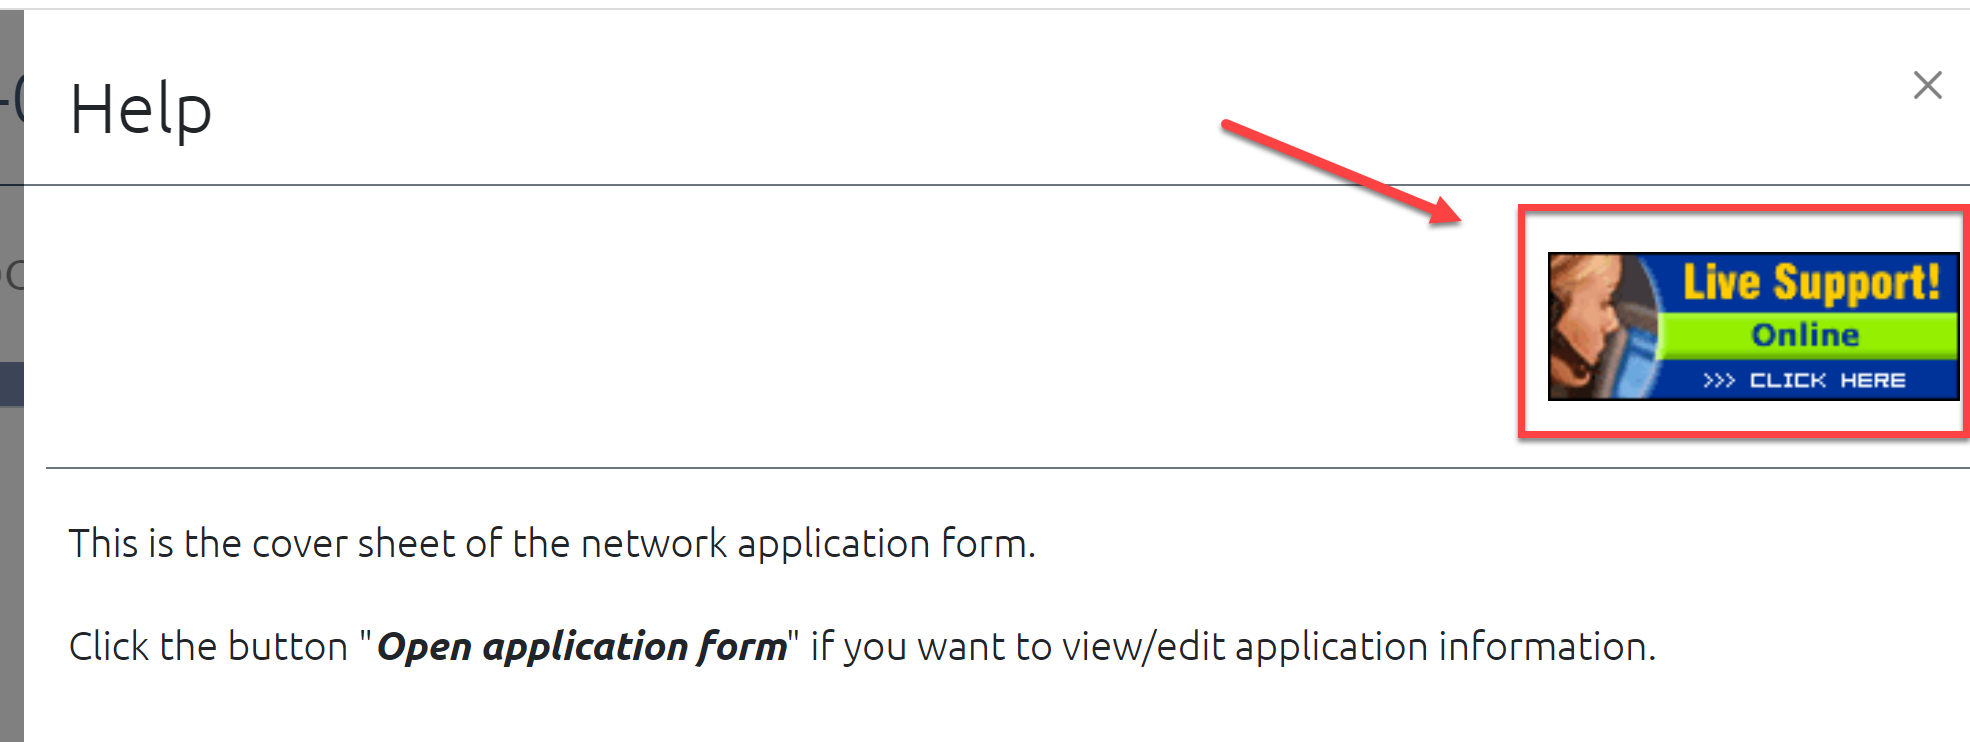 Help
Live Support!
Online
>>> CLICK HERE
This is the cover sheet of the network application form.
Click the button "Open application form" if you want to view/edit application information.